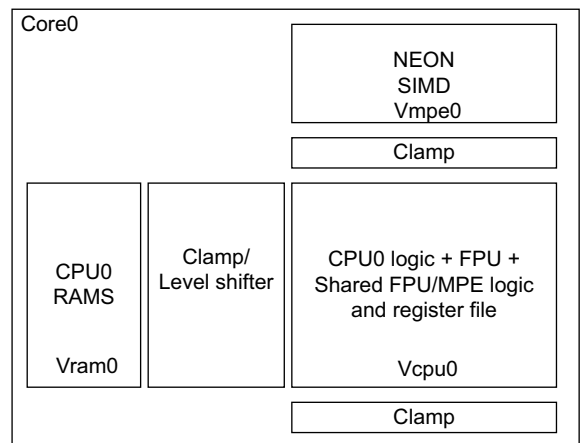 Core0
NEON
SIMD
Vmpe0
Clamp
CPU0
RAMS
Vram0
Clamp/
Level shifter
CPU0 logic + FPU +
Shared FPU/MPE logic
and register file
Vcpu0
Clamp